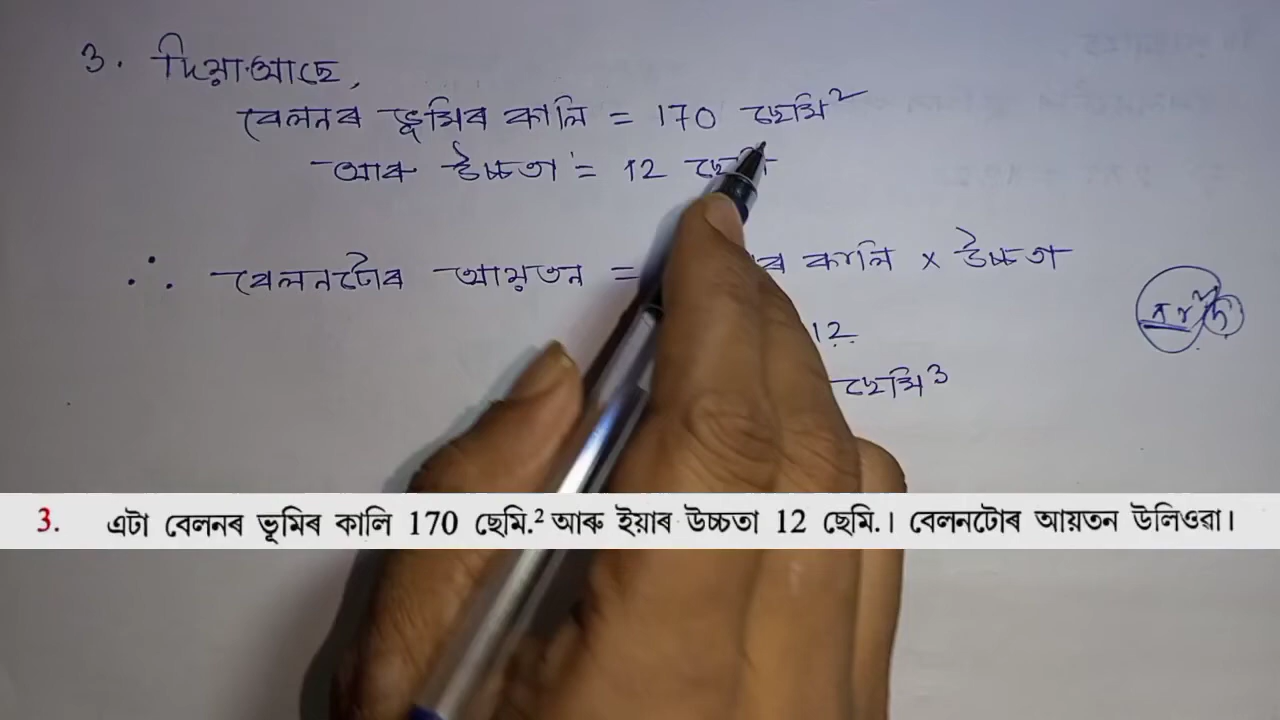 3. দিয়া আছে,
বেলনৰ ভূমিৰ কালি = 170 ছেমি²
আৰু উচ্চতা = 12
∴ বেলনটোৰ আয়তন = কালি × উচ্চতা
πr²
12
ছেমি³
3. এটা বেলনৰ ভূমিৰ কালি 170 ছেমি.² আৰু ইয়াৰ উচ্চতা 12 ছেমি.। বেলনটোৰ আয়তন উলিওৱা।